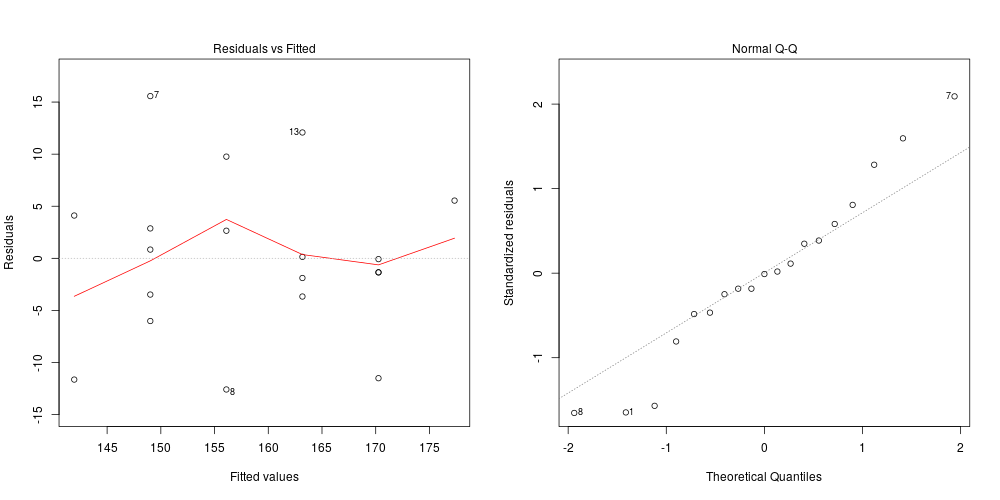 Residuals vs Fitted
Residuals
15
10
5
0
-5
-10
-15
7
13
8
145 150 155 160 165 170 175
Fitted values
Normal Q-Q
Standardized residuals
2
1
0
-1
7
8
1
-2 -1 0 1 2
Theoretical Quantiles